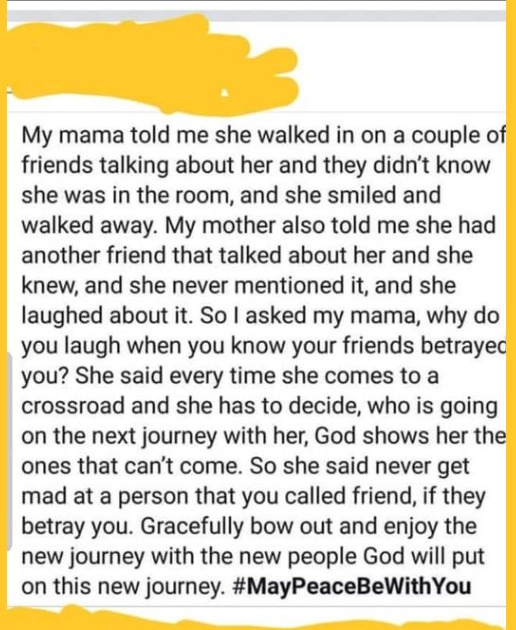 My mama told me she walked in on a couple of
friends talking about her and they didn't know
she was in the room, and she smiled and
walked away. My mother also told me she had
another friend that talked about her and she
knew, and she never mentioned it, and she
laughed about it. So I asked my mama, why do
you laugh when you know your friends betrayed
you? She said every time she comes to a
crossroad and she has to decide, who is going
on the next journey with her, God shows her the
ones that can't come. So she said never get
mad at a person that you called friend, if they
betray you. Gracefully bow out and enjoy the
new journey with the new people God will put
on this new journey. #MayPeaceBeWithYou